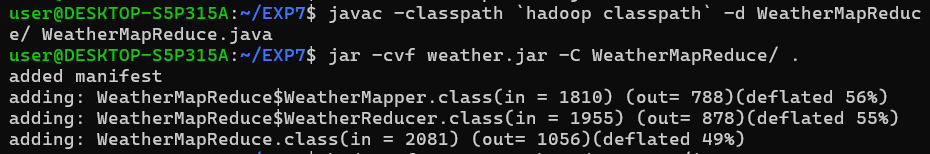 user@DESKTOP-S5P315A:~/EXP7$ javac -classpath `hadoop classpath` -d WeatherMapReduc
e/ WeatherMapReduce.java
user@DESKTOP-S5P315A:~/EXP7$ jar -cvf weather.jar -C WeatherMapReduce/ .
added manifest
adding: WeatherMapReduce$WeatherMapper.class(in = 1810) (out= 788)(deflated 56%)
adding: WeatherMapReduce$WeatherReducer.class(in = 1955) (out= 878)(deflated 55%)
adding: WeatherMapReduce.class(in = 2081) (out= 1056)(deflated 49%)